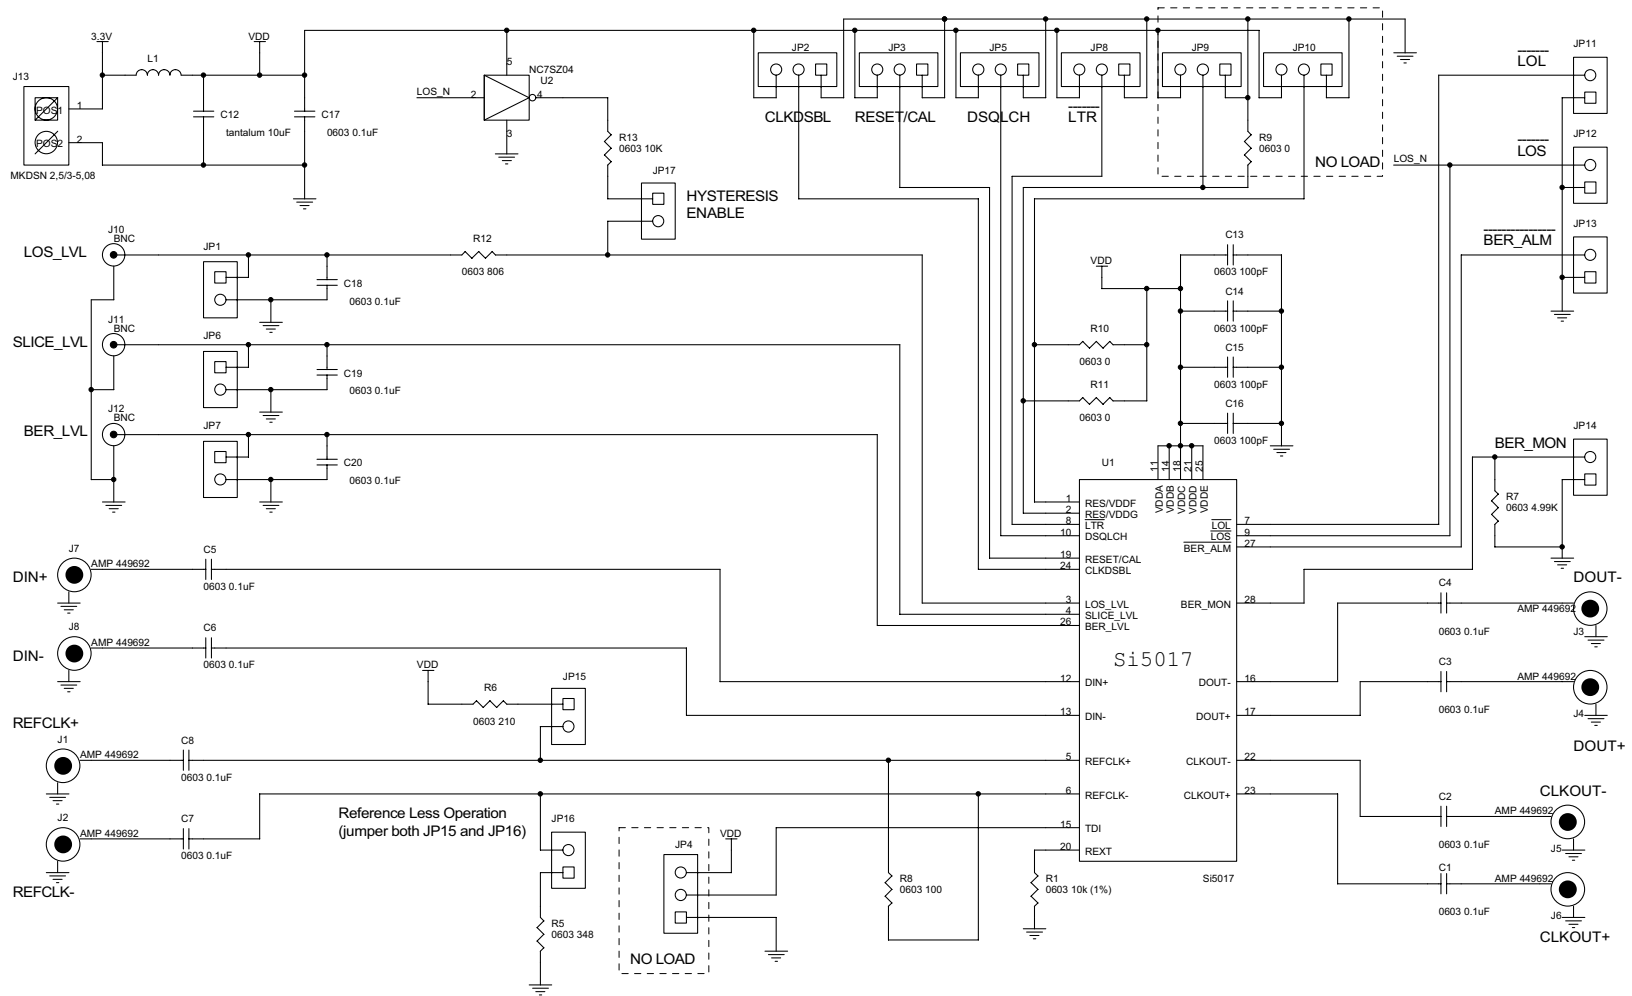 3.3V
VDD
L1
J13
POS1
1
POS2
2
MKDSN 2,5/3-5,08
C12
tantalum 10uF
C17
0603 0.1uF
LOS_N
2
5
NC7SZ04
U2
4
3
R13
0603 10K
JP17
HYSTERESIS
ENABLE
JP2
CLKDSBL
JP3
RESET/CAL
JP5
DSQLCH
JP8
LTR
JP9
JP10
R9
0603 0
NO LOAD
LOS_N
JP11
LOL
JP12
LOS
JP13
BER_ALM
LOS_LVL
J10
BNC
JP1
C18
0603 0.1uF
R12
0603 806
SLICE_LVL
J11
BNC
JP6
C19
0603 0.1uF
BER_LVL
J12
BNC
JP7
C20
0603 0.1uF
VDD
R10
0603 0
R11
0603 0
C13
0603 100pF
C14
0603 100pF
C15
0603 100pF
C16
0603 100pF
JP14
BER_MON
R7
0603 4.99K
U1
11
14
18
21
25
VDDA
VDDB
VDDC
VDDD
VDDE
1
RES/VDDF
2
RES/VDDG
8
LTR
10
DSQLCH
19
RESET/CAL
24
CLKDSBL
3
LOS_LVL
4
SLICE_LVL
26
BER_LVL
12
DIN+
13
DIN-
5
REFCLK+
6
REFCLK-
15
TDI
20
REXT
Si5017
LOL
7
LOS
9
BER_ALM
27
BER_MON
28
DOUT-
16
DOUT+
17
CLKOUT-
22
CLKOUT+
23
Si5017
J7
DIN+
AMP 449692
C5
0603 0.1uF
J8
DIN-
AMP 449692
C6
0603 0.1uF
REFCLK+
J1
AMP 449692
C8
0603 0.1uF
J2
AMP 449692
C7
0603 0.1uF
REFCLK-
VDD
R6
0603 210
JP15
Reference Less Operation
(jumper both JP15 and JP16)
JP16
R5
0603 348
JP4
VDD
NO LOAD
R8
0603 100
R1
0603 10k (1%)
C4
0603 0.1uF
AMP 449692
DOUT-
J3
C3
0603 0.1uF
AMP 449692
J4
DOUT+
C2
0603 0.1uF
CLKOUT-
AMP 449692
J5
C1
0603 0.1uF
AMP 449692
J6
CLKOUT+